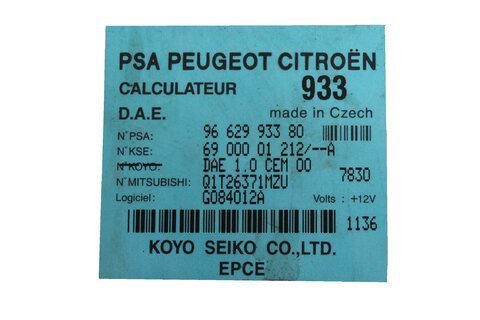 PSA PEUGEOT CITROËN
CALCULATEUR 933
D.A.E. made in Czech
N°PSA: 96 629 933 80
N°KSE: 69 000 01 212/--A
N°KOYO: DAE 1.0 CEM 00
N°MITSUBISHI: Q1T26371MZU 7830
Logiciel: G084012A Volts : +12V
1136
KOYO SEIKO CO.,LTD.
EPCE